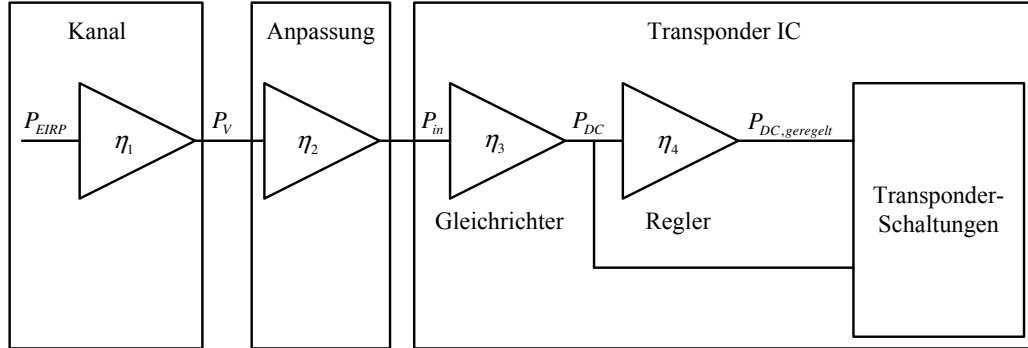 Kanal
Anpassung
Transponder IC
P_EIRP
η₁
P_V
η₂
P_in
η₃
P_DC
η₄
P_DC,geregelt
Gleichrichter
Regler
Transponder-
Schaltungen